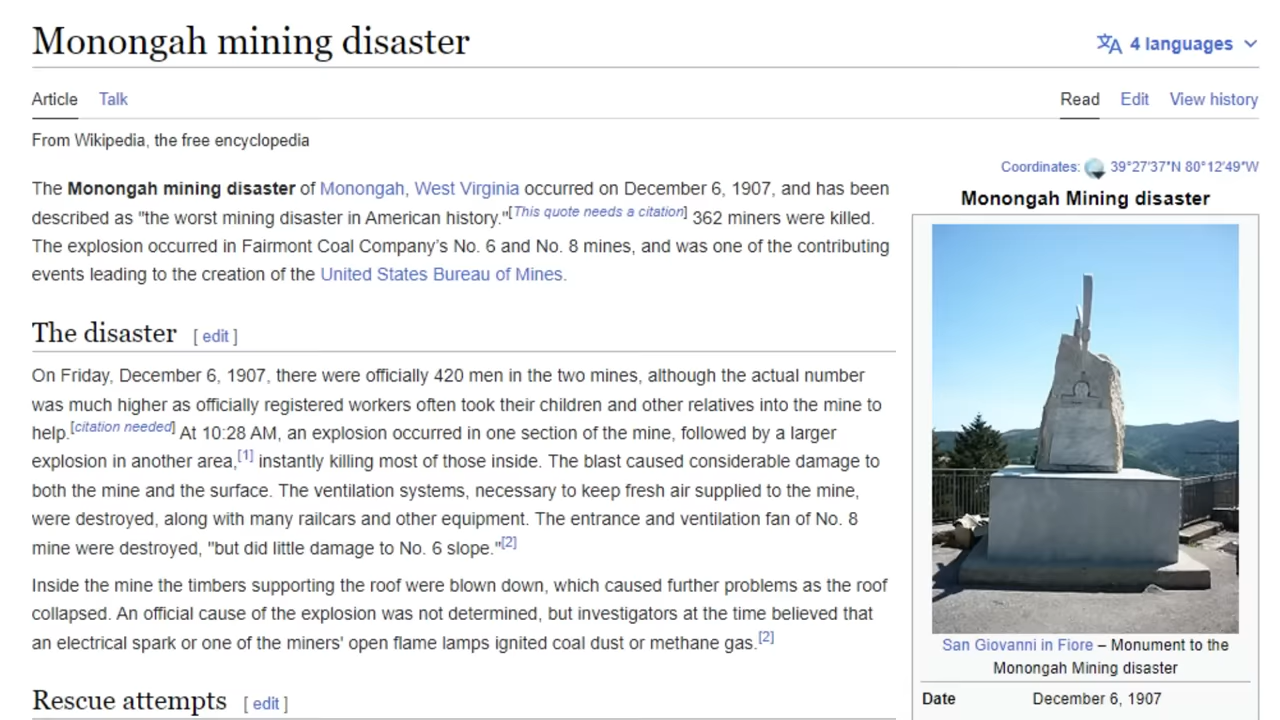 Monongah mining disaster
4 languages
Article Talk
Read Edit View history
From Wikipedia, the free encyclopedia
Coordinates: 39°27′37″N 80°12′49″W
The Monongah mining disaster of Monongah, West Virginia occurred on December 6, 1907, and has been
described as "the worst mining disaster in American history."[This quote needs a citation] 362 miners were killed.
The explosion occurred in Fairmont Coal Company's No. 6 and No. 8 mines, and was one of the contributing
events leading to the creation of the United States Bureau of Mines.
The disaster [ edit ]
On Friday, December 6, 1907, there were officially 420 men in the two mines, although the actual number
was much higher as officially registered workers often took their children and other relatives into the mine to
help.[citation needed] At 10:28 AM, an explosion occurred in one section of the mine, followed by a larger
explosion in another area,[1] instantly killing most of those inside. The blast caused considerable damage to
both the mine and the surface. The ventilation systems, necessary to keep fresh air supplied to the mine,
were destroyed, along with many railcars and other equipment. The entrance and ventilation fan of No. 8
mine were destroyed, "but did little damage to No. 6 slope."[2]
Inside the mine the timbers supporting the roof were blown down, which caused further problems as the roof
collapsed. An official cause of the explosion was not determined, but investigators at the time believed that
an electrical spark or one of the miners' open flame lamps ignited coal dust or methane gas.[2]
Rescue attempts [ edit ]
Monongah Mining disaster
San Giovanni in Fiore – Monument to the
Monongah Mining disaster
Date December 6, 1907